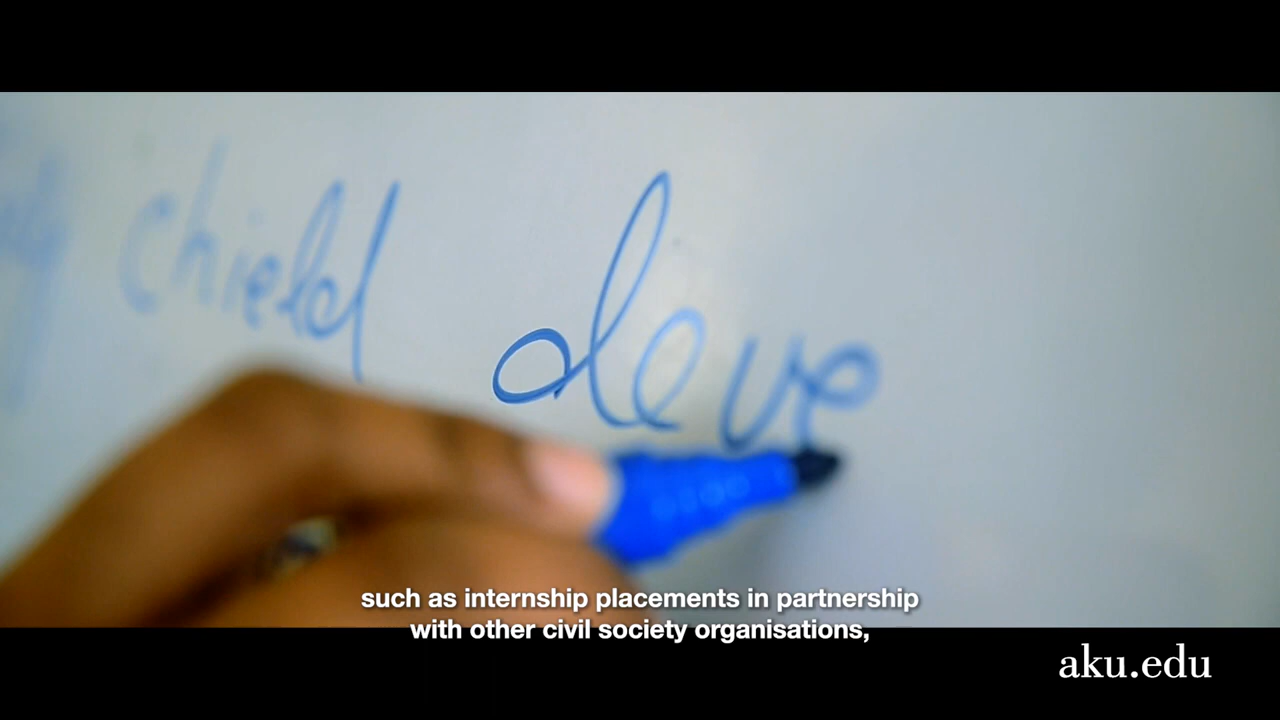 chield deve
such as internship placements in partnership
with other civil society organisations,
aku.edu